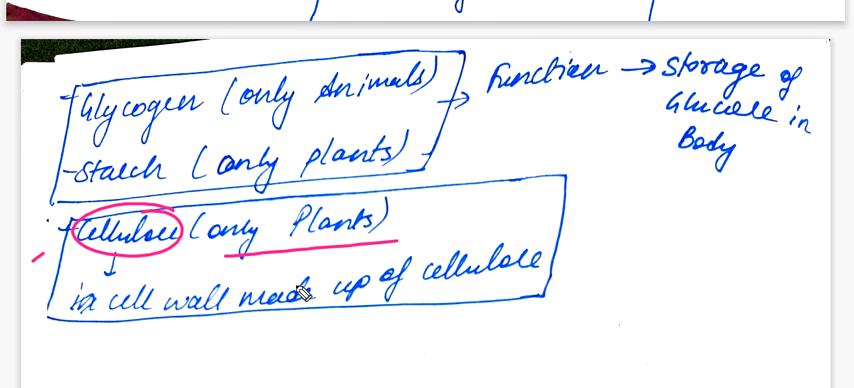 Glycogen (only Animals) → Function → Storage of
Glucose in
Body
- Starch (only plants)
Cellulose (only Plants)
↓
in cell wall made up of cellulose